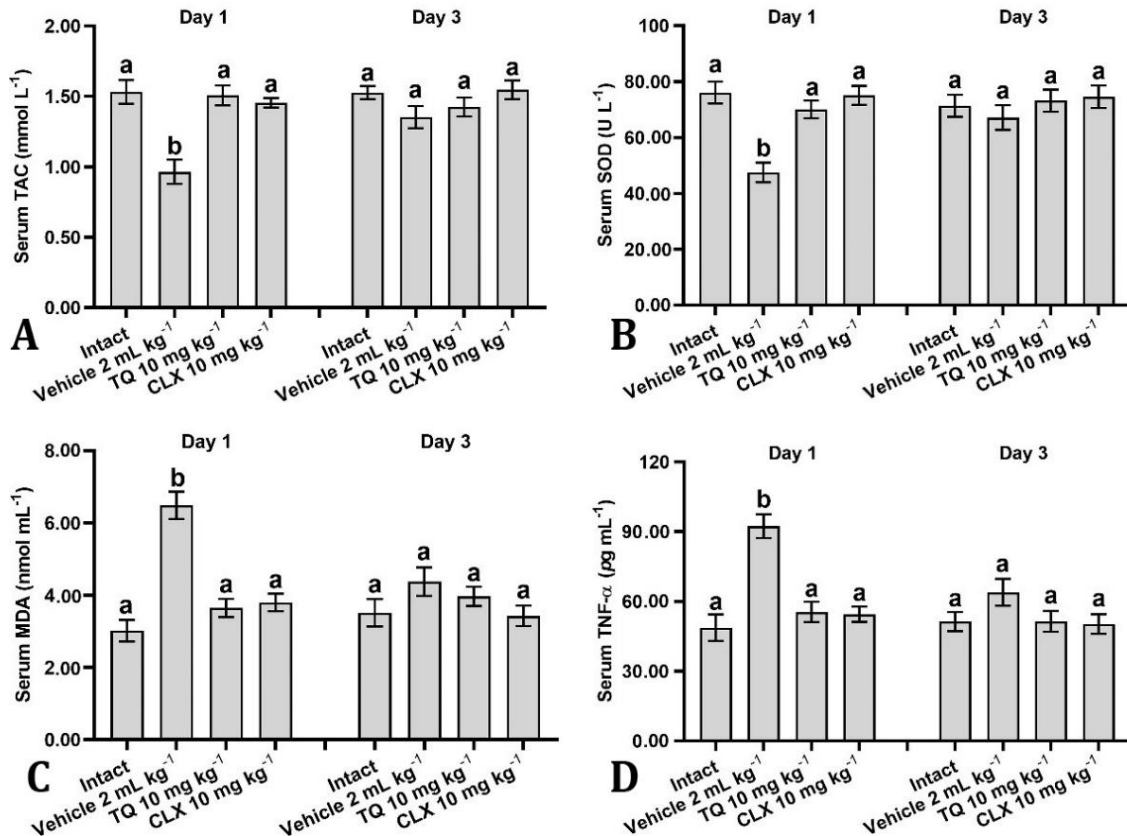 Day 1
Day 3
2.00
1.50
1.00
0.50
0.00
Serum TAC (mmol L⁻¹)
a
b
a
a
a
a
a
a
Intact
Vehicle 2 mL kg⁻¹
TQ 10 mg kg⁻¹
CLX 10 mg kg⁻¹
Intact
Vehicle 2 mL kg⁻¹
TQ 10 mg kg⁻¹
CLX 10 mg kg⁻¹
A
Day 1
Day 3
100
80.00
60.00
40.00
20.00
0.00
Serum SOD (U L⁻¹)
a
b
a
a
a
a
a
a
Intact
Vehicle 2 mL kg⁻¹
TQ 10 mg kg⁻¹
CLX 10 mg kg⁻¹
Intact
Vehicle 2 mL kg⁻¹
TQ 10 mg kg⁻¹
CLX 10 mg kg⁻¹
B
Day 1
Day 3
8.00
6.00
4.00
2.00
0.00
Serum MDA (nmol mL⁻¹)
a
b
a
a
a
a
a
a
Intact
Vehicle 2 mL kg⁻¹
TQ 10 mg kg⁻¹
CLX 10 mg kg⁻¹
Intact
Vehicle 2 mL kg⁻¹
TQ 10 mg kg⁻¹
CLX 10 mg kg⁻¹
C
Day 1
Day 3
120
90.00
60.00
30.00
0.00
Serum TNF-α (pg mL⁻¹)
a
b
a
a
a
a
a
a
Intact
Vehicle 2 mL kg⁻¹
TQ 10 mg kg⁻¹
CLX 10 mg kg⁻¹
Intact
Vehicle 2 mL kg⁻¹
TQ 10 mg kg⁻¹
CLX 10 mg kg⁻¹
D